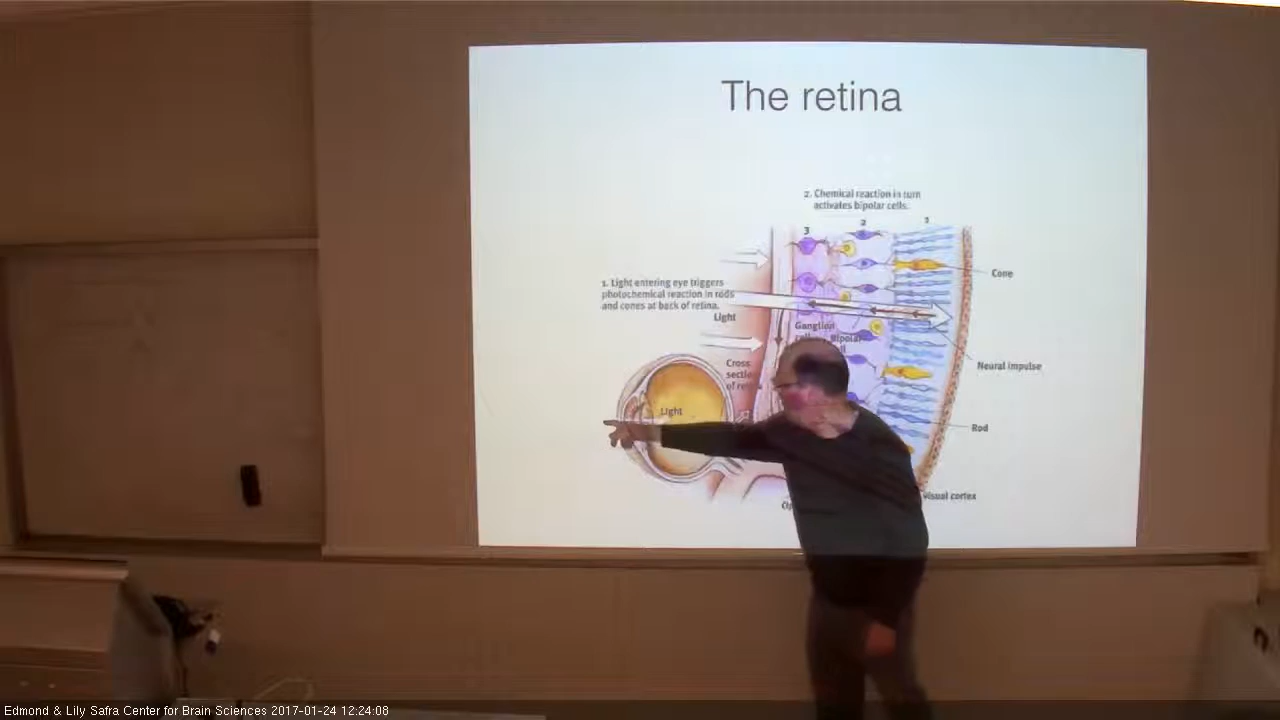 The retina
2. Chemical reaction in turn
activates bipolar cells.
3
2
1
Cone
1. Light entering eye triggers
photochemical reaction in rods
and cones at back of retina.
Light
Ganglion
Bipolar
Cross
Neural impulse
Light
Rod
visual cortex
Edmond & Lily Safra Center for Brain Sciences 2017-01-24 12:24:08